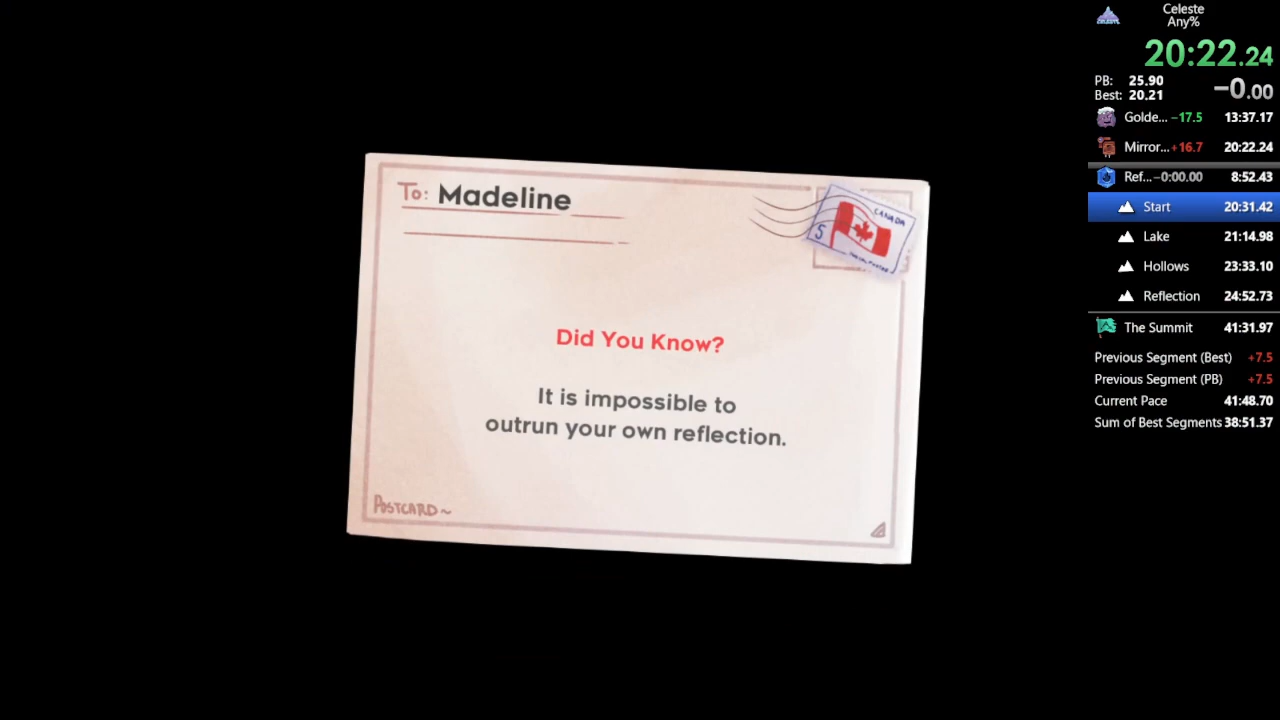 Celeste
Any%
20:22.24
PB: 25.90
Best: 20.21
−0.00
Golde... −17.5 13:37.17
Mirror... +16.7 20:22.24
Ref... −0:00.00 8:52.43
Start 20:31.42
Lake 21:14.98
Hollows 23:33.10
Reflection 24:52.73
The Summit 41:31.97
Previous Segment (Best) +7.5
Previous Segment (PB) +7.5
Current Pace 41:48.70
Sum of Best Segments 38:51.37
To: Madeline
CANADA
5
Did You Know?
It is impossible to
outrun your own reflection.
POSTCARD~